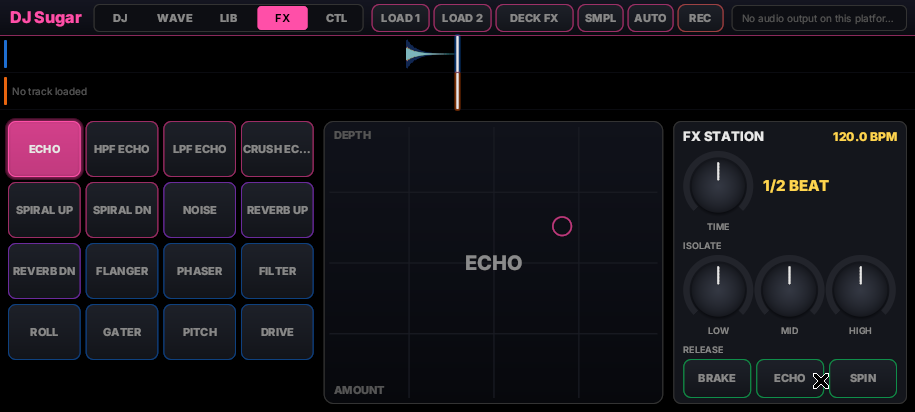 DJ Sugar DJ WAVE LIB FX CTL LOAD 1 LOAD 2 DECK FX SMPL AUTO REC No audio output on this platfor...
No track loaded
ECHO HPF ECHO LPF ECHO CRUSH EC...
SPIRAL UP SPIRAL DN NOISE REVERB UP
REVERB DN FLANGER PHASER FILTER
ROLL GATER PITCH DRIVE
DEPTH
ECHO
AMOUNT
FX STATION 120.0 BPM
1/2 BEAT
TIME
ISOLATE
LOW MID HIGH
RELEASE
BRAKE ECHO SPIN